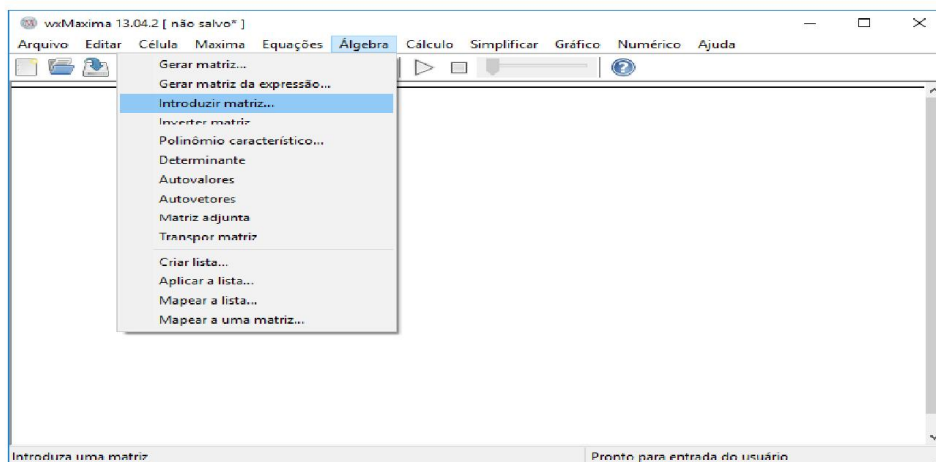 wxMaxima 13.04.2 [ não salvo* ]
Arquivo Editar Célula Maxima Equações Álgebra Cálculo Simplificar Gráfico Numérico Ajuda
Gerar matriz...
Gerar matriz da expressão...
Introduzir matriz...
Inverter matriz
Polinômio característico...
Determinante
Autovalores
Autovetores
Matriz adjunta
Transpor matriz
Criar lista...
Aplicar a lista...
Mapear a lista...
Mapear a uma matriz...
Introduza uma matriz
Pronto para entrada do usuário